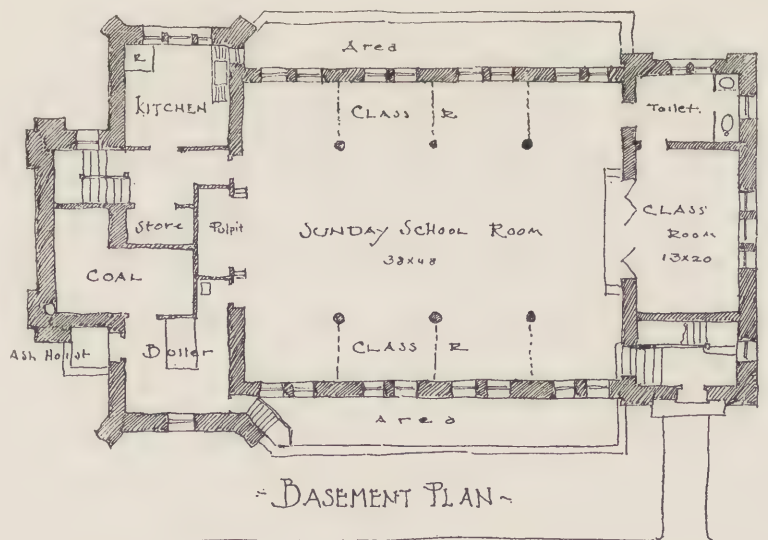 Area
R
KITCHEN
CLASS R
Toilet.
Store
Pulpit
SUNDAY SCHOOL ROOM
38x48
CLASS
ROOM
13x20
COAL
Ash Hoist
Boiler
CLASS R
Area
- BASEMENT PLAN ~